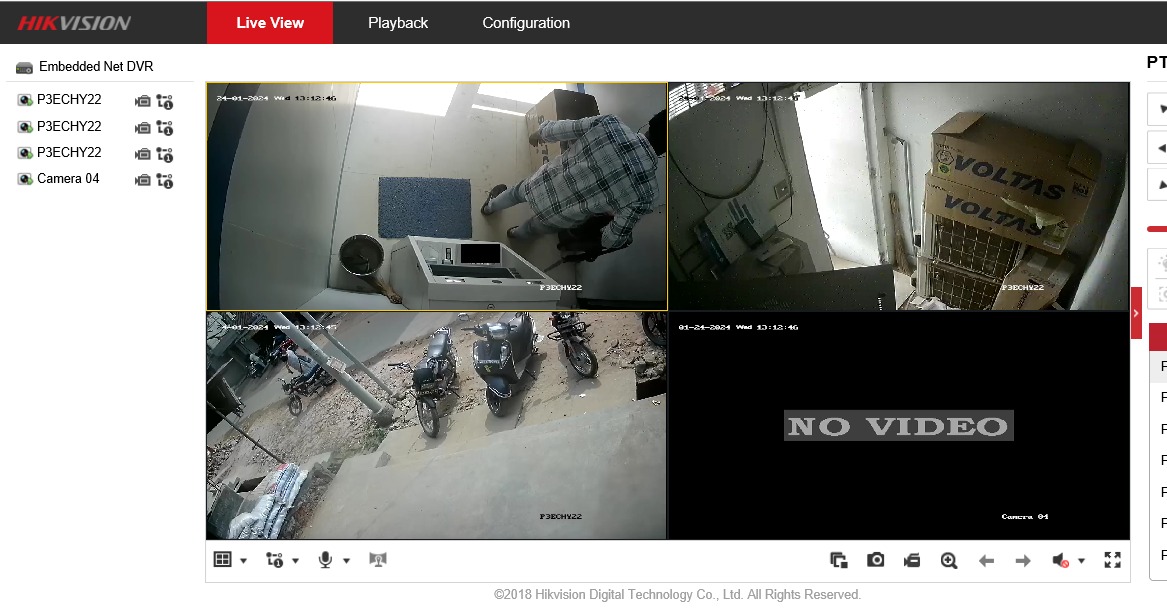 HIKVISION
Live View
Playback
Configuration
PT
Embedded Net DVR
P3ECHY22
P3ECHY22
P3ECHY22
Camera 04
24-01-2024 Wed 13:12:46
P3ECHY22
24-01-2024 Wed 13:12:46
VOLTAS
VOLTAS
P3ECHY22
24-01-2024 Wed 13:12:45
P3ECHY22
01-24-2024 Wed 13:12:46
NO VIDEO
Camera 04
©2018 Hikvision Digital Technology Co., Ltd. All Rights Reserved.